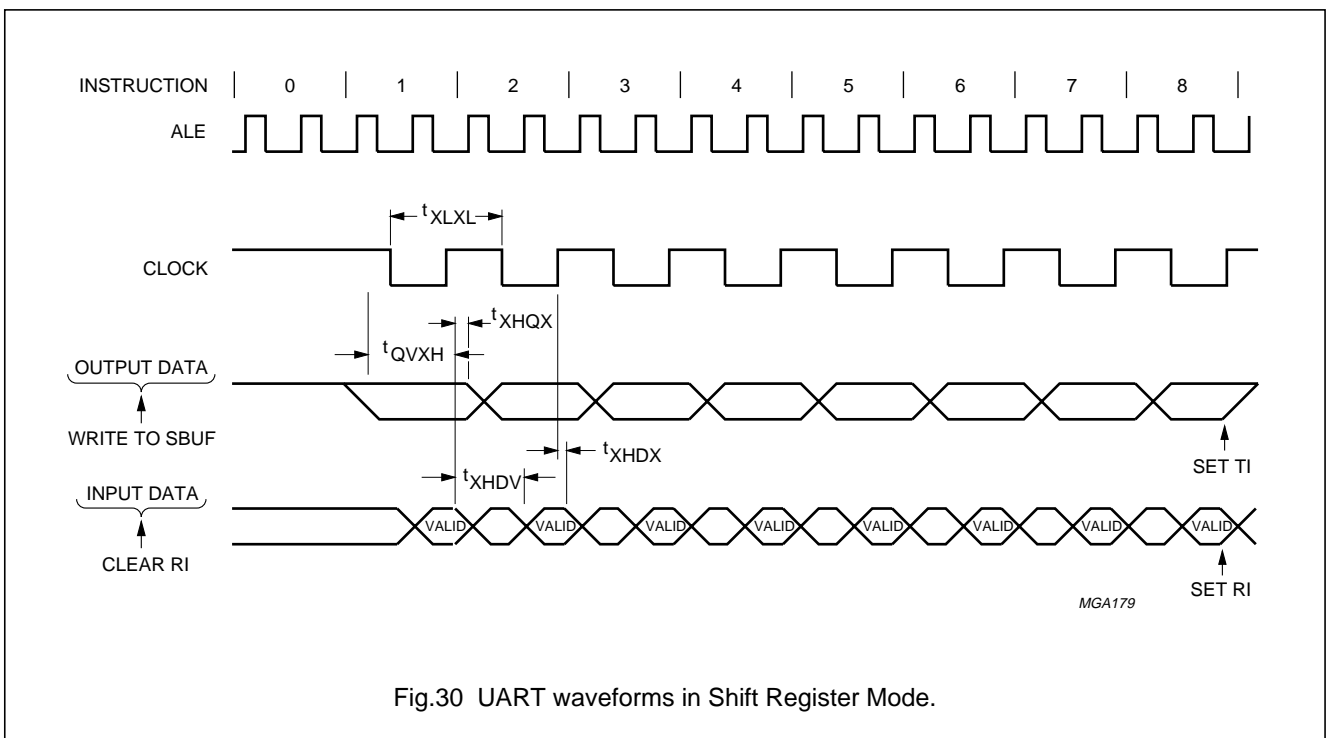 INSTRUCTION 0 1 2 3 4 5 6 7 8
ALE
tXLXL
CLOCK
tXHQX
tQVXH
OUTPUT DATA
WRITE TO SBUF
tXHDX
SET TI
tXHDV
INPUT DATA
VALID VALID VALID VALID VALID VALID VALID VALID
CLEAR RI
SET RI
MGA179
Fig.30 UART waveforms in Shift Register Mode.